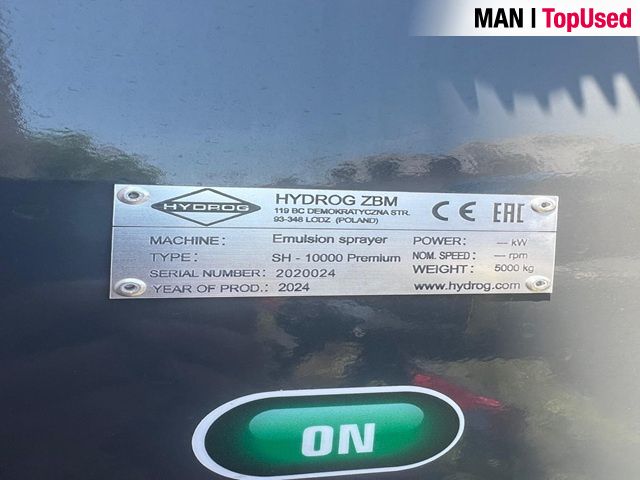 MAN | TopUsed
HYDROG
HYDROG ZBM
119 BC DEMOKRATYCZNA STR.
93-348 LODZ (POLAND)
CE EAC
MACHINE: Emulsion sprayer
POWER: — kW
TYPE: SH - 10000 Premium
NOM. SPEED: — rpm
SERIAL NUMBER: 2020024
WEIGHT: 5000 kg
YEAR OF PROD.: 2024
www.hydrog.com
ON